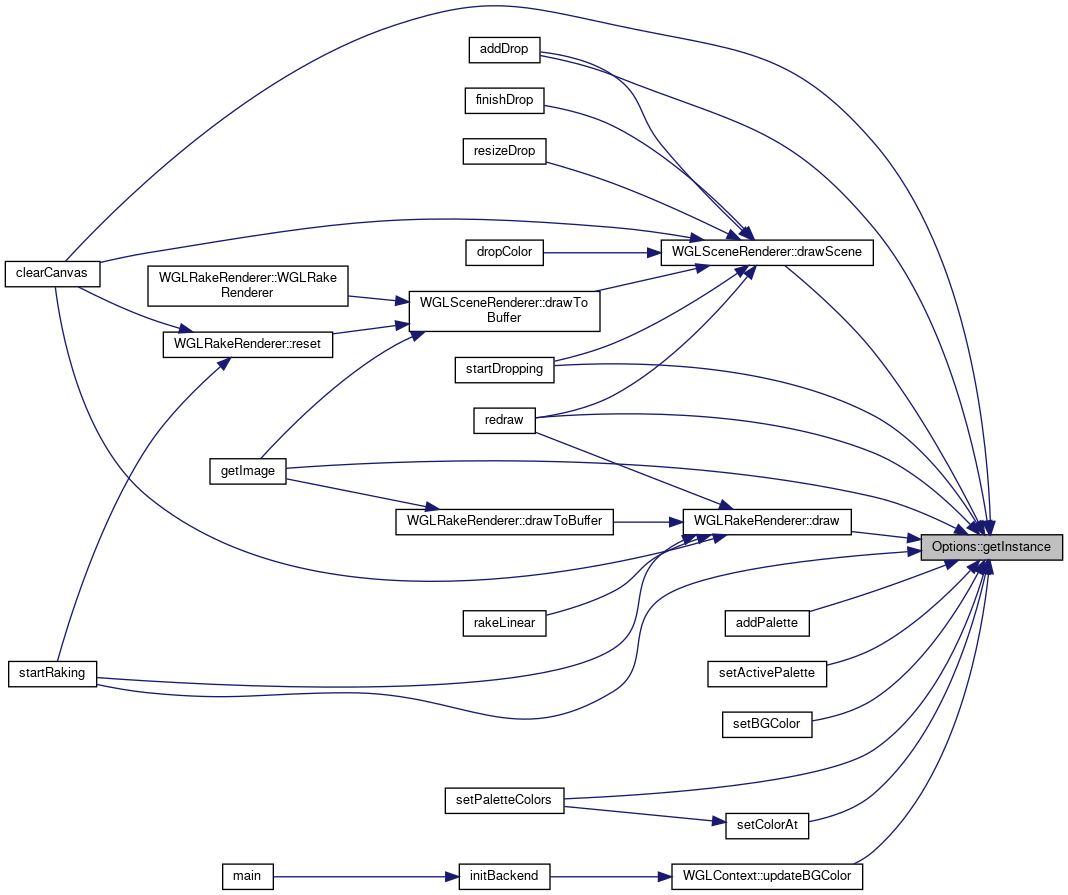 addDrop
finishDrop
resizeDrop
dropColor
WGLSceneRenderer::drawScene
clearCanvas
WGLRakeRenderer::WGLRake
Renderer
WGLSceneRenderer::drawTo
Buffer
WGLRakeRenderer::reset
startDropping
redraw
getImage
WGLRakeRenderer::drawToBuffer
WGLRakeRenderer::draw
Options::getInstance
rakeLinear
addPalette
startRaking
setActivePalette
setBGColor
setPaletteColors
setColorAt
main
initBackend
WGLContext::updateBGColor